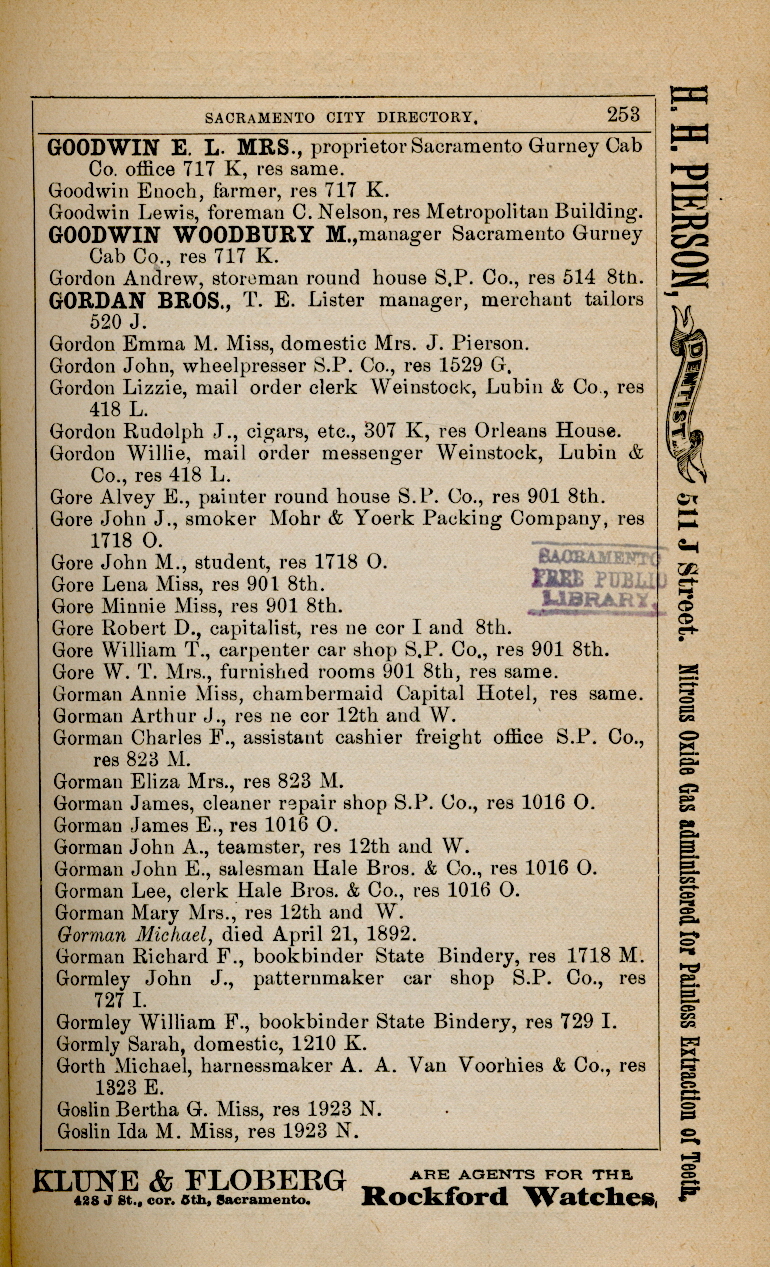 SACRAMENTO CITY DIRECTORY. 253
GOODWIN E. L. MRS., proprietor Sacramento Gurney Cab
Co. office 717 K, res same.
Goodwin Enoch, farmer, res 717 K.
Goodwin Lewis, foreman C. Nelson, res Metropolitan Building.
GOODWIN WOODBURY M., manager Sacramento Gurney
Cab Co., res 717 K.
Gordon Andrew, storeman round house S.P. Co., res 514 8th.
GORDAN BROS., T. E. Lister manager, merchant tailors
520 J.
Gordon Emma M. Miss, domestic Mrs. J. Pierson.
Gordon John, wheelpresser S.P. Co., res 1529 G.
Gordon Lizzie, mail order clerk Weinstock, Lubin & Co., res
418 L.
Gordon Rudolph J., cigars, etc., 307 K, res Orleans House.
Gordon Willie, mail order messenger Weinstock, Lubin &
Co., res 418 L.
Gore Alvey E., painter round house S.P. Co., res 901 8th.
Gore John J., smoker Mohr & Yoerk Packing Company, res
1718 O.
Gore John M., student, res 1718 O.
Gore Lena Miss, res 901 8th.
Gore Minnie Miss, res 901 8th.
Gore Robert D., capitalist, res ne cor I and 8th.
Gore William T., carpenter car shop S.P. Co., res 901 8th.
Gore W. T. Mrs., furnished rooms 901 8th, res same.
Gorman Annie Miss, chambermaid Capital Hotel, res same.
Gorman Arthur J., res ne cor 12th and W.
Gorman Charles F., assistant cashier freight office S.P. Co.,
res 823 M.
Gorman Eliza Mrs., res 823 M.
Gorman James, cleaner repair shop S.P. Co., res 1016 O.
Gorman James E., res 1016 O.
Gorman John A., teamster, res 12th and W.
Gorman John E., salesman Hale Bros. & Co., res 1016 O.
Gorman Lee, clerk Hale Bros. & Co., res 1016 O.
Gorman Mary Mrs., res 12th and W.
Gorman Michael, died April 21, 1892.
Gorman Richard F., bookbinder State Bindery, res 1718 M.
Gormley John J., patternmaker car shop S.P. Co., res
727 I.
Gormley William F., bookbinder State Bindery, res 729 I.
Gormly Sarah, domestic, 1210 K.
Gorth Michael, harnessmaker A. A. Van Voorhies & Co., res
1323 E.
Goslin Bertha G. Miss, res 1923 N.
Goslin Ida M. Miss, res 1923 N.
SACRAMENTO
FREE PUBLIC
LIBRARY.
H. H. PIERSON, DENTIST. 511 J Street. Nitrous Oxide Gas administered for Painless Extraction of Teeth,
KLUNE & FLOBERG
428 J St., cor. 5th, Sacramento.
ARE AGENTS FOR THE
Rockford Watches,